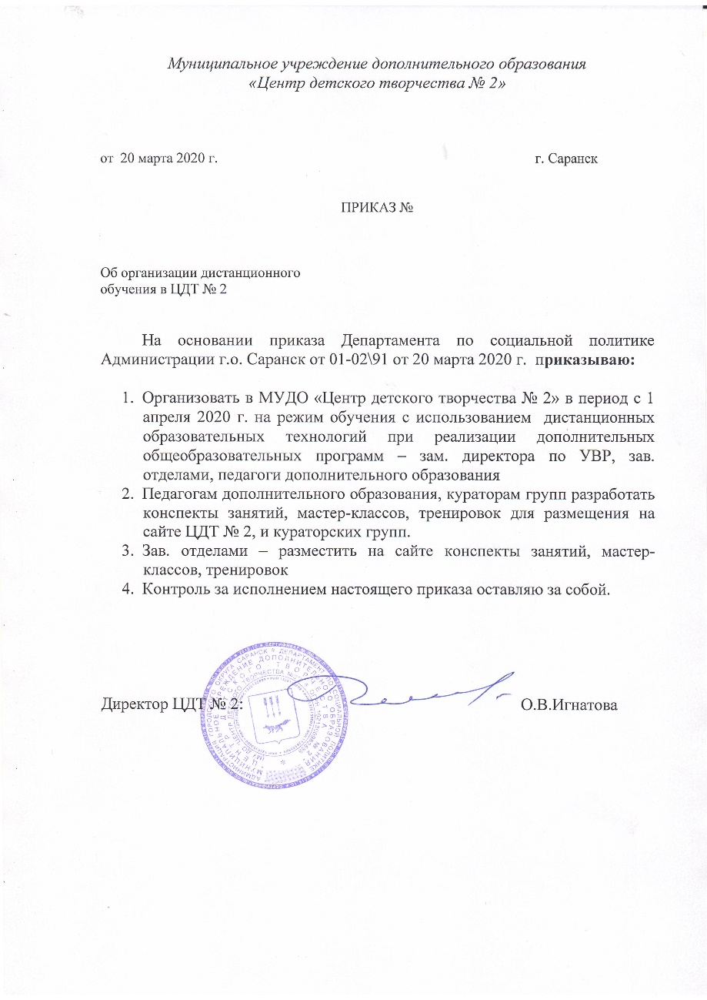 Муниципальное учреждение дополнительного образования
«Центр детского творчества № 2»
от 20 марта 2020 г. г. Саранск
ПРИКАЗ №
Об организации дистанционного
обучения в ЦДТ № 2
На основании приказа Департамента по социальной политике
Администрации г.о. Саранск от 01-02\91 от 20 марта 2020 г. приказываю:
1. Организовать в МУДО «Центр детского творчества № 2» в период с 1
апреля 2020 г. на режим обучения с использованием дистанционных
образовательных технологий при реализации дополнительных
общеобразовательных программ – зам. директора по УВР, зав.
отделами, педагоги дополнительного образования
2. Педагогам дополнительного образования, кураторам групп разработать
конспекты занятий, мастер-классов, тренировок для размещения на
сайте ЦДТ № 2, и кураторских групп.
3. Зав. отделами – разместить на сайте конспекты занятий, мастер-
классов, тренировок
4. Контроль за исполнением настоящего приказа оставляю за собой.
Директор ЦДТ № 2: О.В.Игнатова